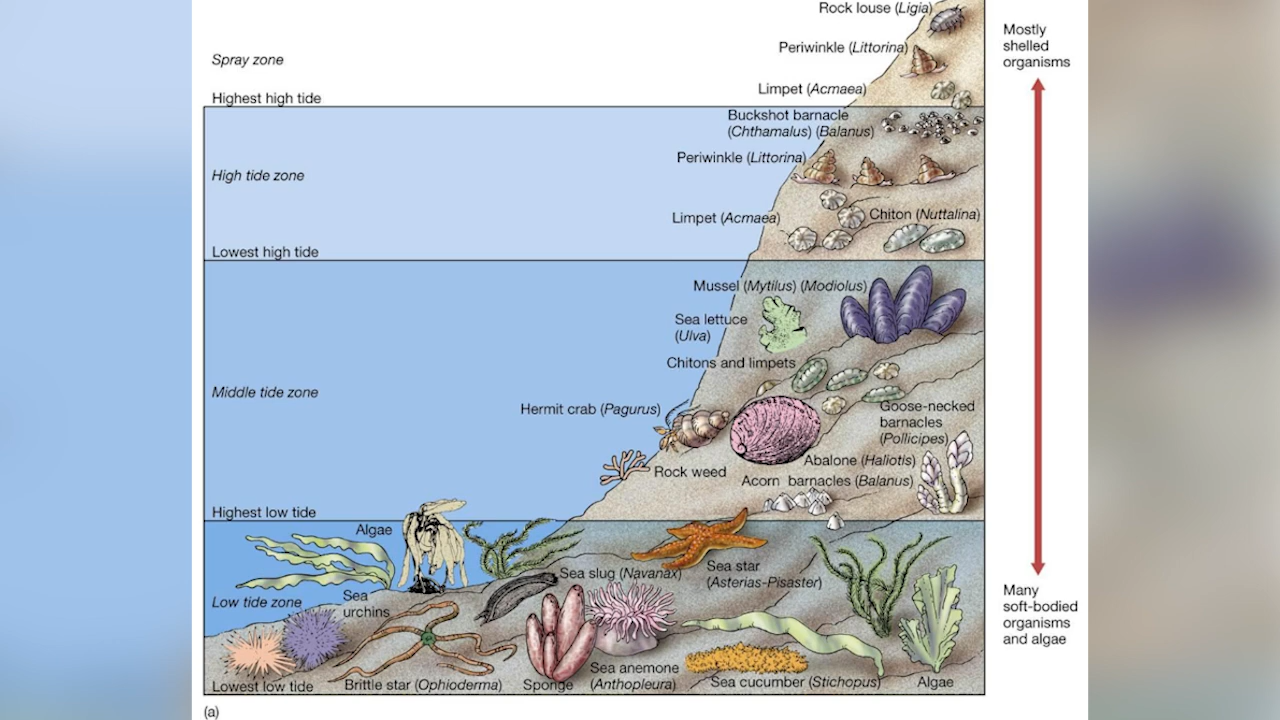 Rock louse (Ligia)
Mostly
shelled
organisms
Periwinkle (Littorina)
Spray zone
Limpet (Acmaea)
Highest high tide
Buckshot barnacle
(Chthamalus) (Balanus)
Periwinkle (Littorina)
High tide zone
Limpet (Acmaea)
Chiton (Nuttalina)
Lowest high tide
Mussel (Mytilus) (Modiolus)
Sea lettuce
(Ulva)
Chitons and limpets
Middle tide zone
Hermit crab (Pagurus)
Goose-necked
barnacles
(Pollicipes)
Abalone (Haliotis)
Rock weed
Acorn barnacles (Balanus)
Highest low tide
Algae
Sea slug (Navanax)
Sea star
(Asterias-Pisaster)
Many
soft-bodied
organisms
and algae
Low tide zone
Sea
urchins
Lowest low tide
Brittle star (Ophioderma)
Sponge
Sea anemone
(Anthopleura)
Sea cucumber (Stichopus)
Algae
(a)